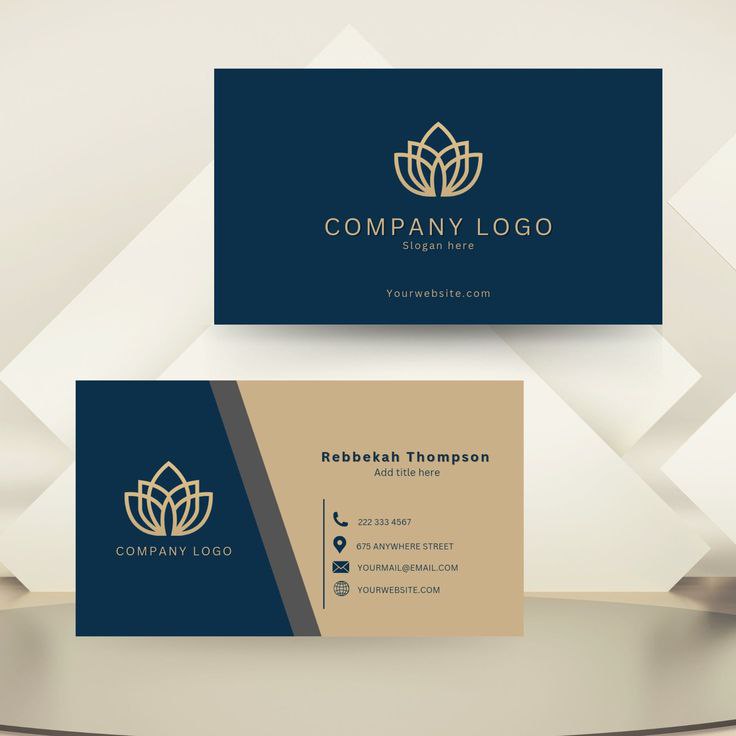 COMPANY LOGO
Slogan here
Yourwebsite.com
Rebbekah Thompson
Add title here
222 333 4567
675 ANYWHERE STREET
YOURMAIL@EMAIL.COM
YOURWEBSITE.COM
COMPANY LOGO